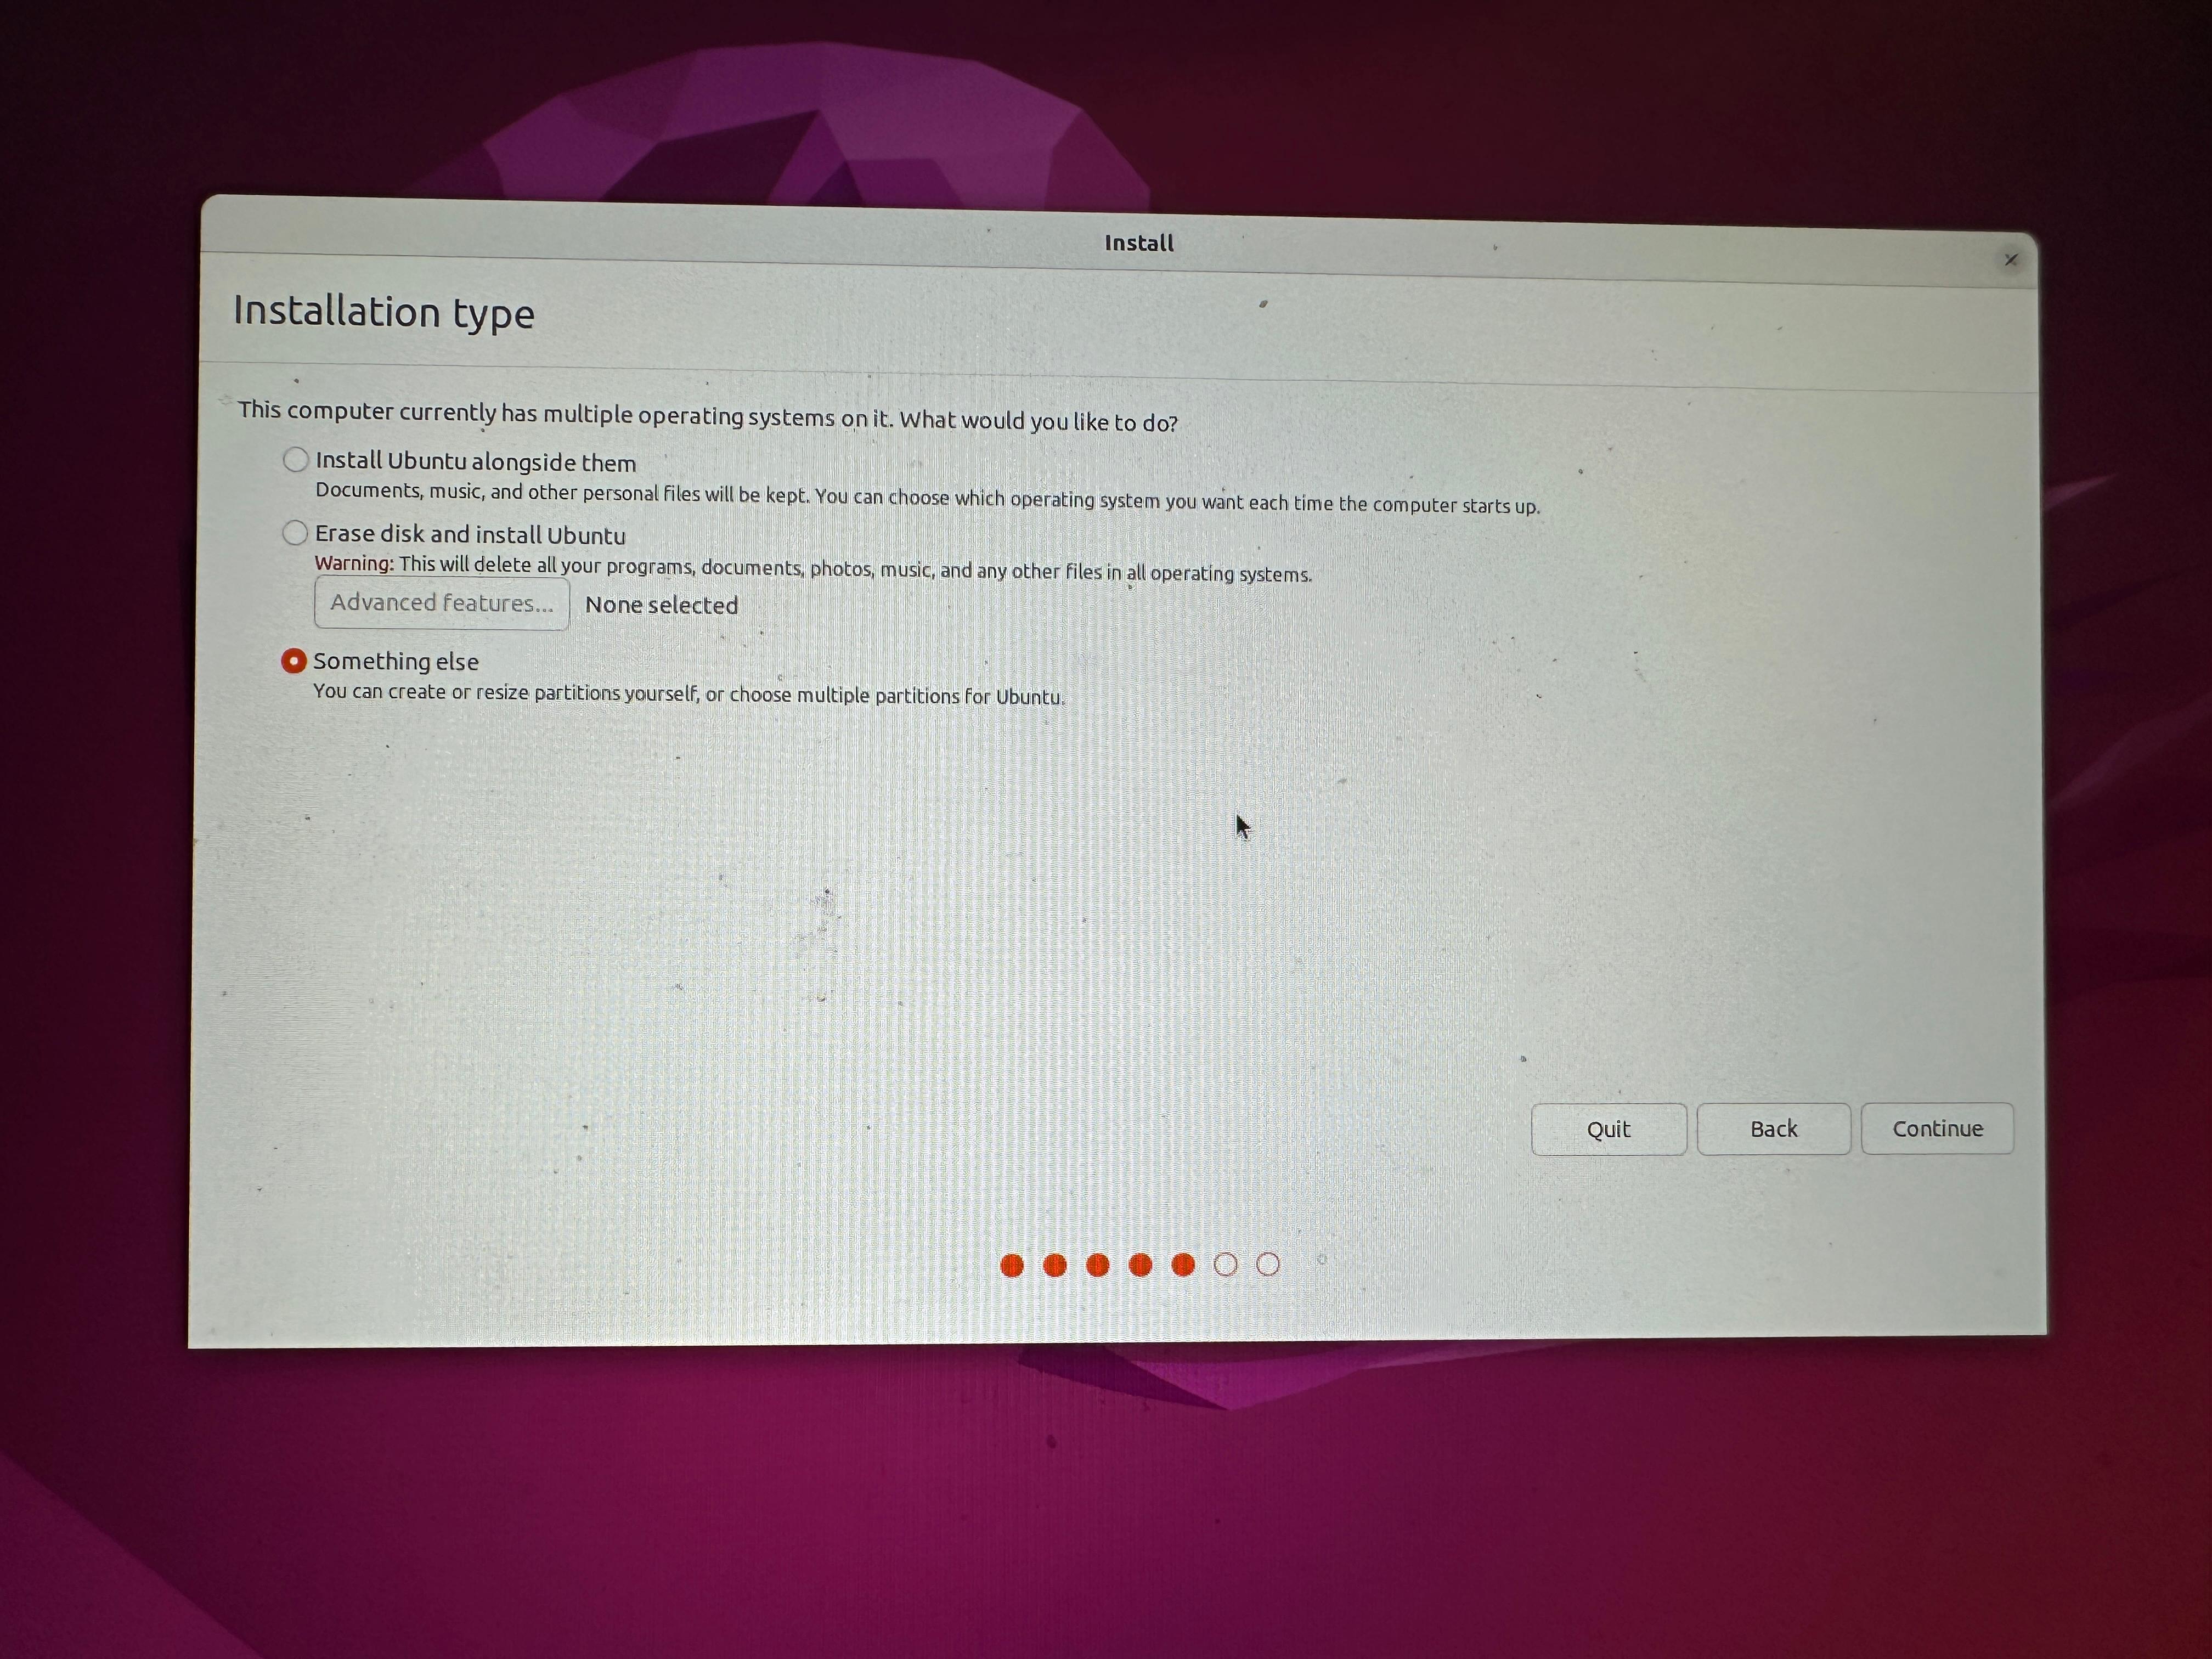 Install
Installation type
This computer currently has multiple operating systems on it. What would you like to do?
Install Ubuntu alongside them
Documents, music, and other personal files will be kept. You can choose which operating system you want each time the computer starts up.
Erase disk and install Ubuntu
Warning: This will delete all your programs, documents, photos, music, and any other files in all operating systems.
Advanced features... None selected
Something else
You can create or resize partitions yourself, or choose multiple partitions for Ubuntu.
Quit Back Continue